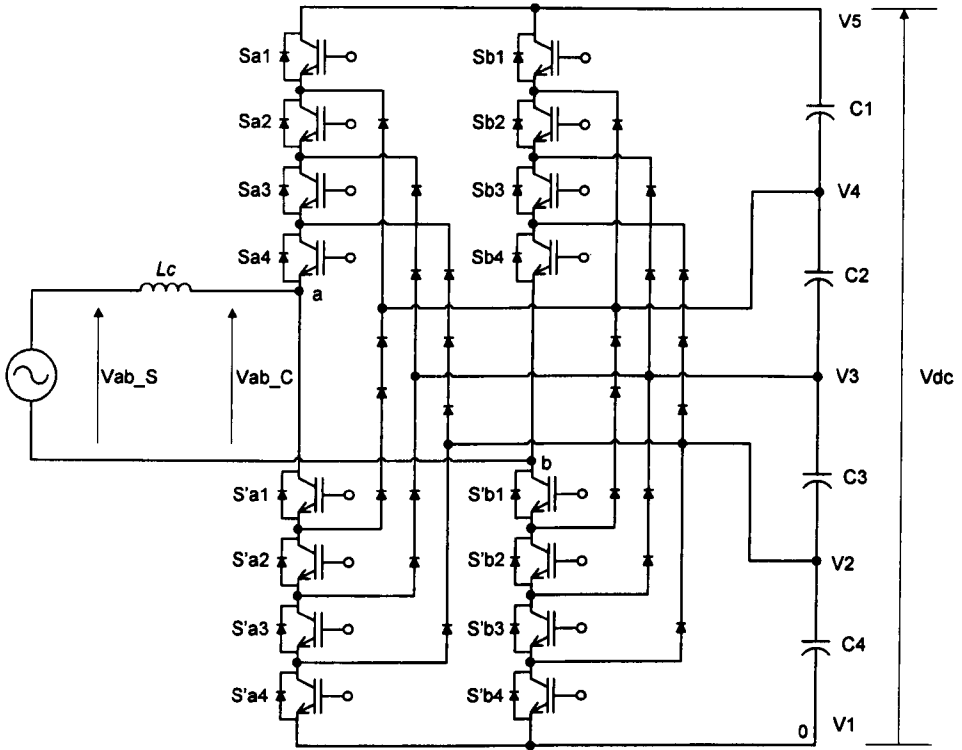 V5
Sa1
Sb1
C1
Sa2
Sb2
Sa3
Sb3
V4
Sa4
Sb4
Lc
a
C2
Vab_S
Vab_C
V3
Vdc
b
S'a1
S'b1
C3
S'a2
S'b2
V2
S'a3
S'b3
C4
S'a4
S'b4
0
V1